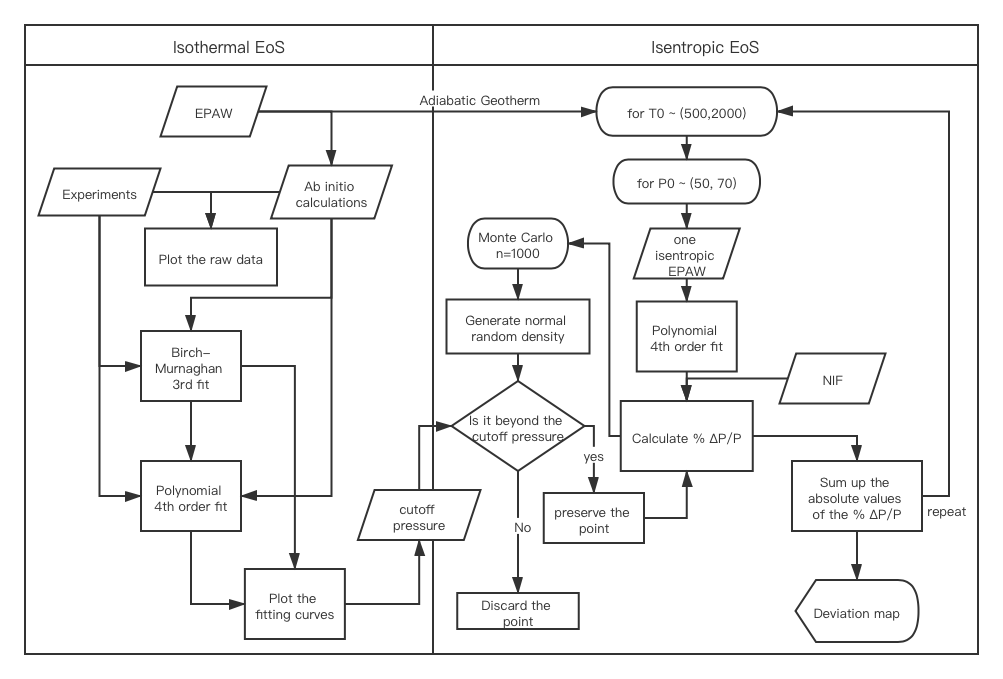 Isothermal EoS
Isentropic EoS
EPAW
Adiabatic Geotherm
for T0 ~ (500,2000)
Experiments
Ab initio
calculations
for P0 ~ (50, 70)
Plot the raw data
Monte Carlo
n=1000
one
isentropic
EPAW
Generate normal
random density
Polynomial
4th order fit
Birch–
Murnaghan
3rd fit
NIF
Is it beyond the
cutoff pressure
Calculate % ΔP/P
yes
Polynomial
4th order fit
cutoff
pressure
preserve the
point
Sum up the
absolute values
of the % ΔP/P
repeat
No
Plot the
fitting curves
Discard the
point
Deviation map